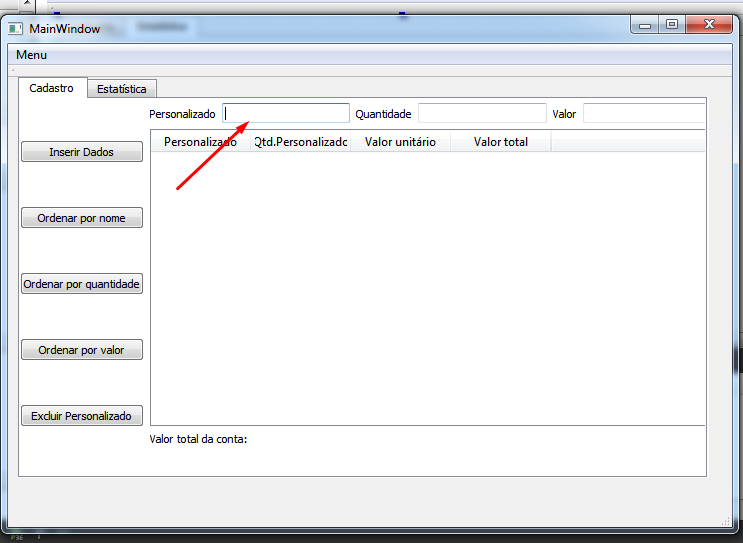 MainWindow
Menu
Cadastro Estatística
Personalizado Quantidade Valor
Personalizado Qtd.Personalizado Valor unitário Valor total
Inserir Dados
Ordenar por nome
Ordenar por quantidade
Ordenar por valor
Excluir Personalizado
Valor total da conta: